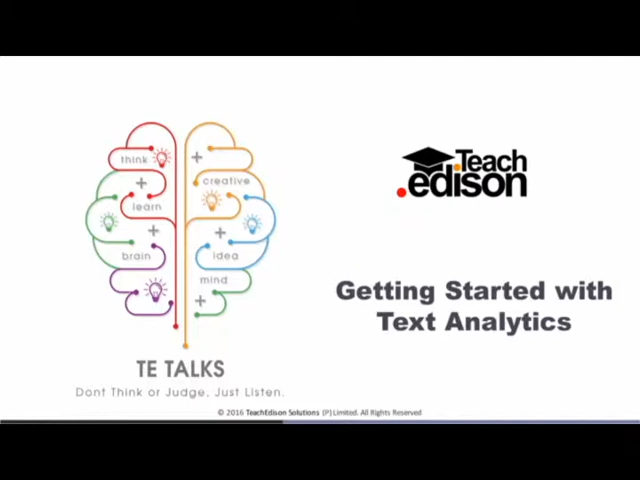 think
creative
learn
brain
idea
mind
TE TALKS
Dont Think or Judge, Just Listen.
Teach
.edison
Getting Started with
Text Analytics
© 2016 TeachEdison Solutions (P) Limited. All Rights Reserved